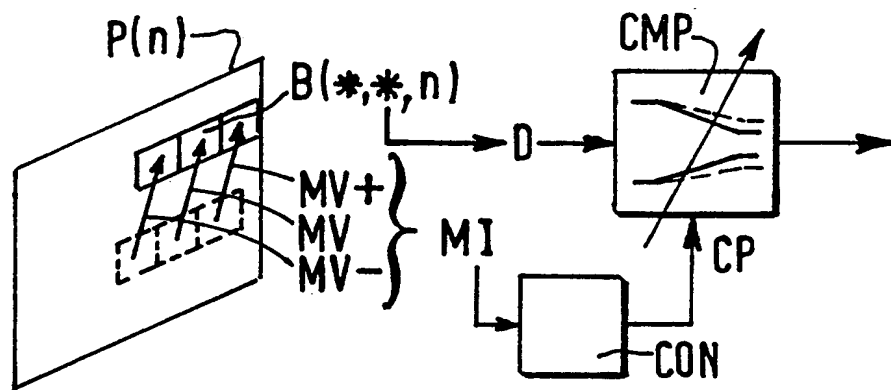 P(n)
CMP
B(*,*,n)
D
MV+
MV
MV-
MI
CP
CON